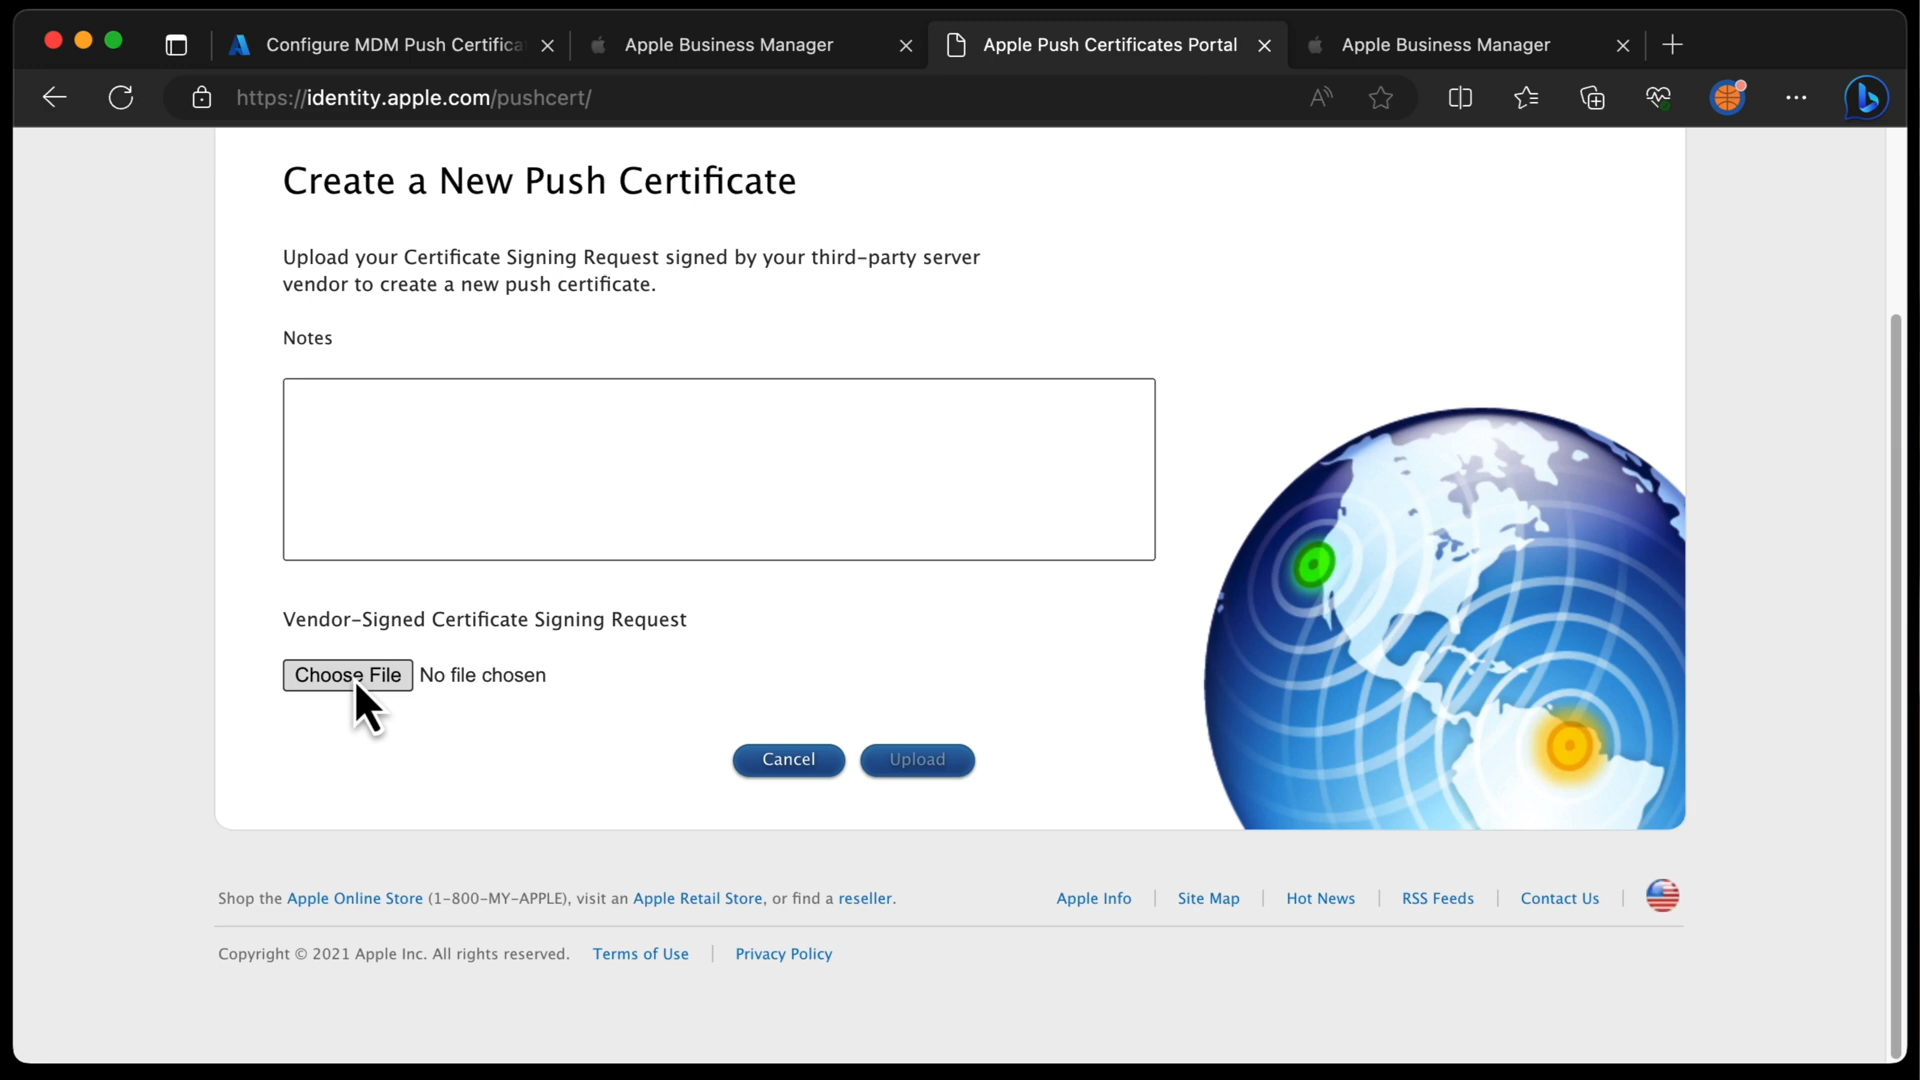 Configure MDM Push Certifica
Apple Business Manager
Apple Push Certificates Portal
Apple Business Manager
https://identity.apple.com/pushcert/
Create a New Push Certificate
Upload your Certificate Signing Request signed by your third-party server
vendor to create a new push certificate.
Notes
Vendor-Signed Certificate Signing Request
Choose File No file chosen
Cancel Upload
Shop the Apple Online Store (1-800-MY-APPLE), visit an Apple Retail Store, or find a reseller.
Apple Info | Site Map | Hot News | RSS Feeds | Contact Us |
Copyright © 2021 Apple Inc. All rights reserved. Terms of Use | Privacy Policy